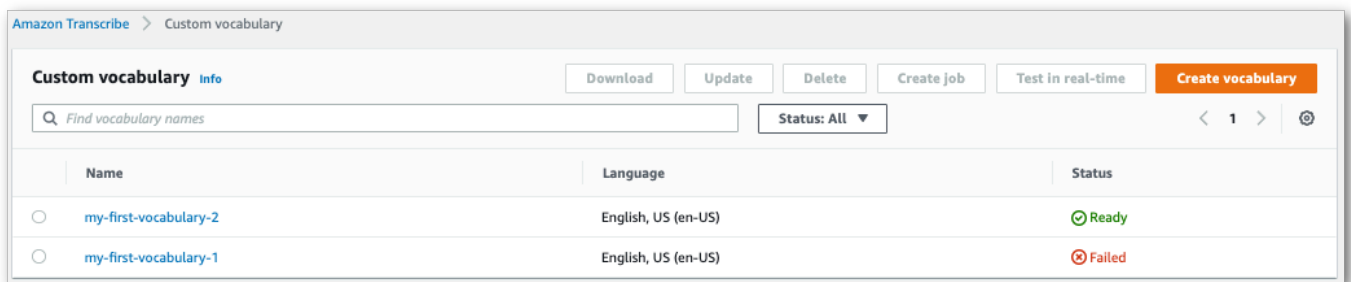 Amazon Transcribe > Custom vocabulary
Custom vocabulary Info Download Update Delete Create job Test in real-time Create vocabulary
Find vocabulary names Status: All ▼ < 1 >
Name Language Status
my-first-vocabulary-2 English, US (en-US) Ready
my-first-vocabulary-1 English, US (en-US) Failed